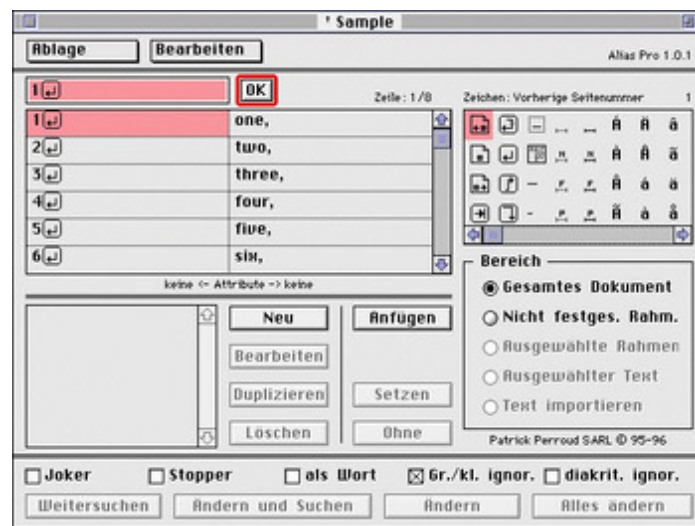 ' Sample
Ablage Bearbeiten Alias Pro 1.0.1
1 OK Zeile: 1/8 Zeichen: Vorherige Seitenummer 1
1 one,
2 two,
3 three,
4 four,
5 five,
6 six,
keine <- Attribute -> keine
Bereich
Gesamtes Dokument
Nicht festges. Rahm.
Ausgewählte Rahmen
Ausgewählter Text
Text importieren
Neu Anfügen
Bearbeiten
Duplizieren Setzen
Löschen Ohne
Patrick Perroud SARL © 95-96
Joker Stopper als Wort Gr./kl. ignor. diakrit. ignor.
Weitersuchen Ändern und Suchen Ändern Alles ändern